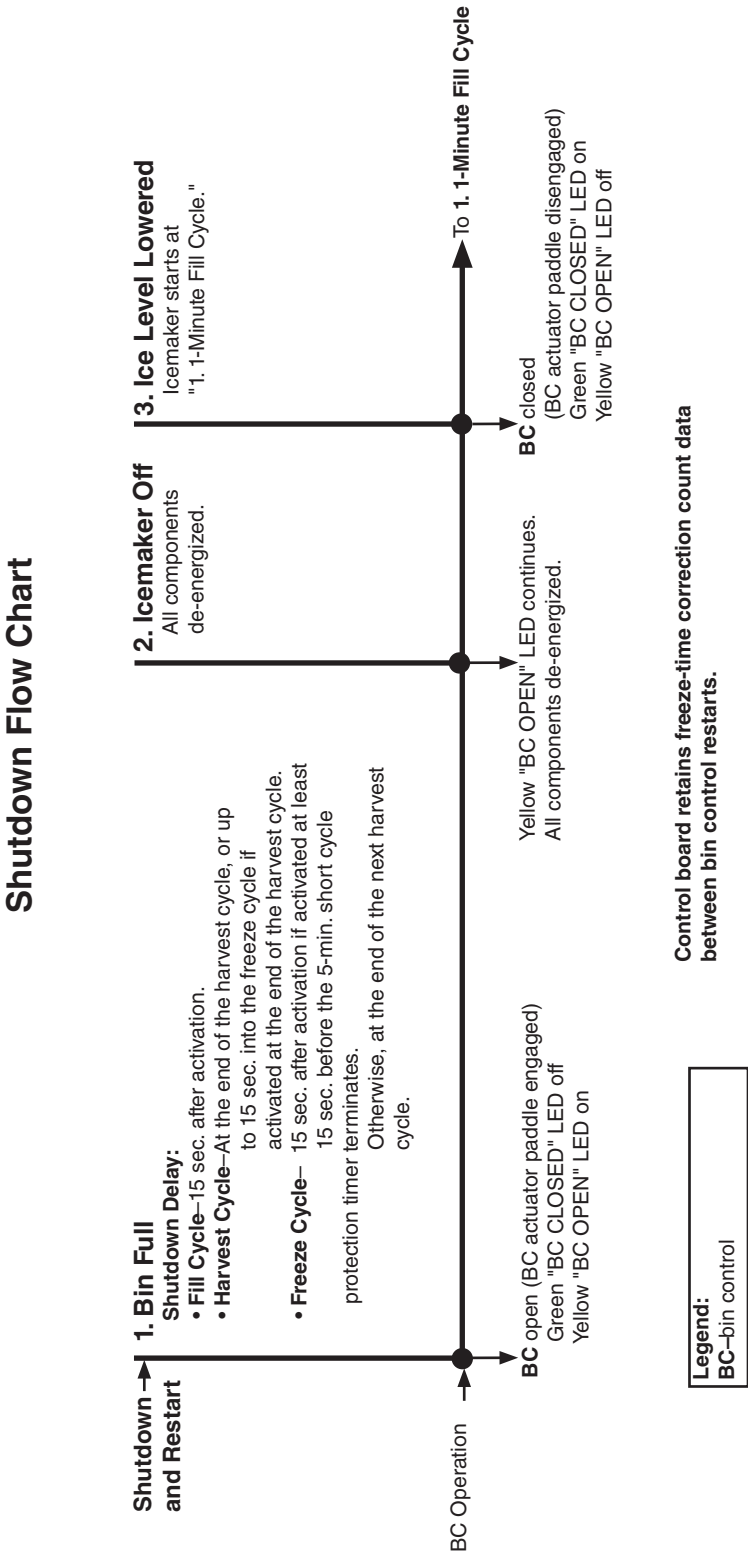 Shutdown Flow Chart
Shutdown
and Restart
1. Bin Full
Shutdown Delay:
• Fill Cycle–15 sec. after activation.
• Harvest Cycle–At the end of the harvest cycle, or up
to 15 sec. into the freeze cycle if
activated at the end of the harvest cycle.
• Freeze Cycle– 15 sec. after activation if activated at least
15 sec. before the 5-min. short cycle
protection timer terminates.
Otherwise, at the end of the next harvest
cycle.
2. Icemaker Off
All components
de-energized.
3. Ice Level Lowered
Icemaker starts at
"1. 1-Minute Fill Cycle."
BC Operation
To 1. 1-Minute Fill Cycle
BC open (BC actuator paddle engaged)
Green "BC CLOSED" LED off
Yellow "BC OPEN" LED on
Yellow "BC OPEN" LED continues.
All components de-energized.
BC closed
(BC actuator paddle disengaged)
Green "BC CLOSED" LED on
Yellow "BC OPEN" LED off
Legend:
BC–bin control
Control board retains freeze-time correction count data
between bin control restarts.